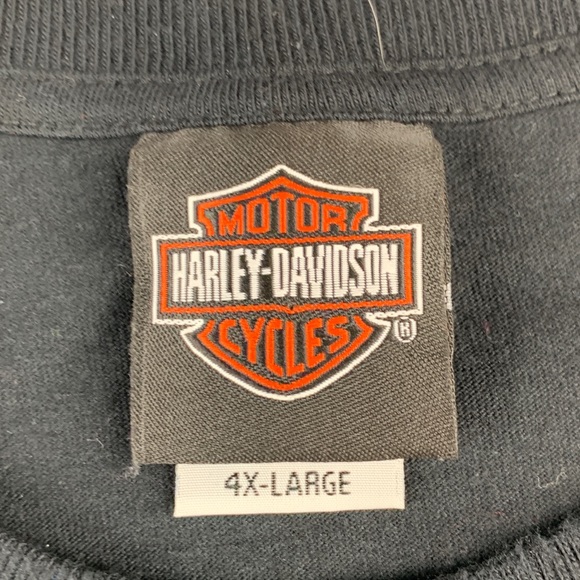 MOTOR
HARLEY-DAVIDSON
CYCLES
®
4X-LARGE